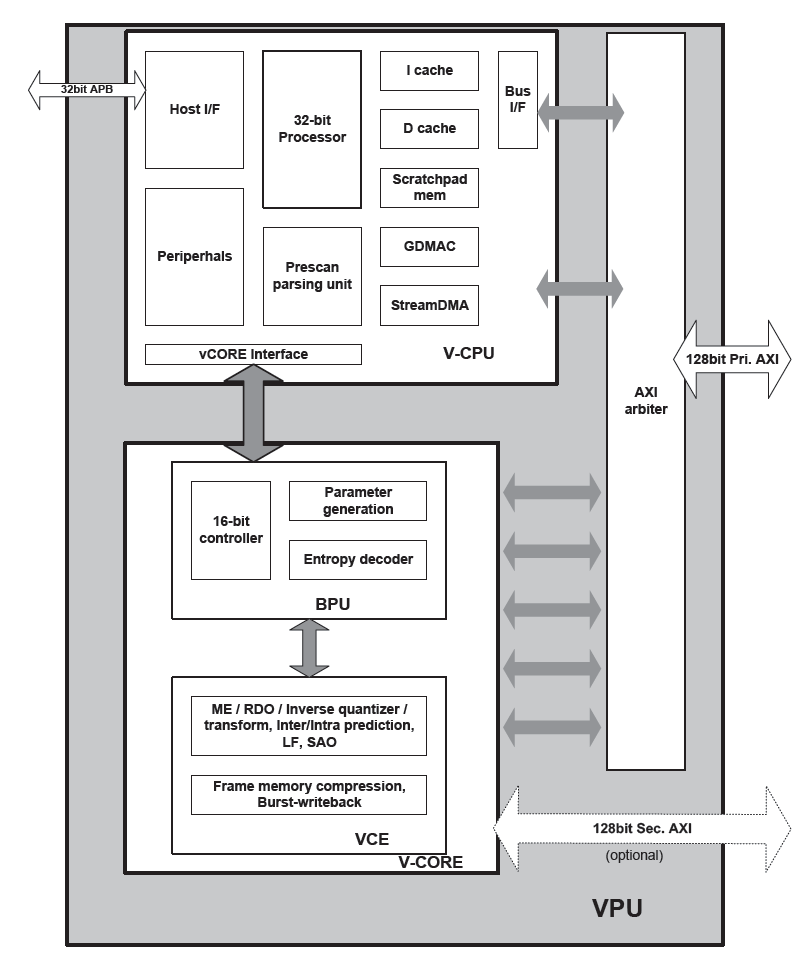 32bit APB
Host I/F
32-bit
Processor
I cache
D cache
Scratchpad
mem
Bus
I/F
Periperhals
Prescan
parsing unit
GDMAC
StreamDMA
vCORE Interface
V-CPU
AXI
arbiter
128bit Pri. AXI
16-bit
controller
Parameter
generation
Entropy decoder
BPU
ME / RDO / Inverse quantizer /
transform, Inter/Intra prediction,
LF, SAO
Frame memory compression,
Burst-writeback
VCE
V-CORE
128bit Sec. AXI
(optional)
VPU